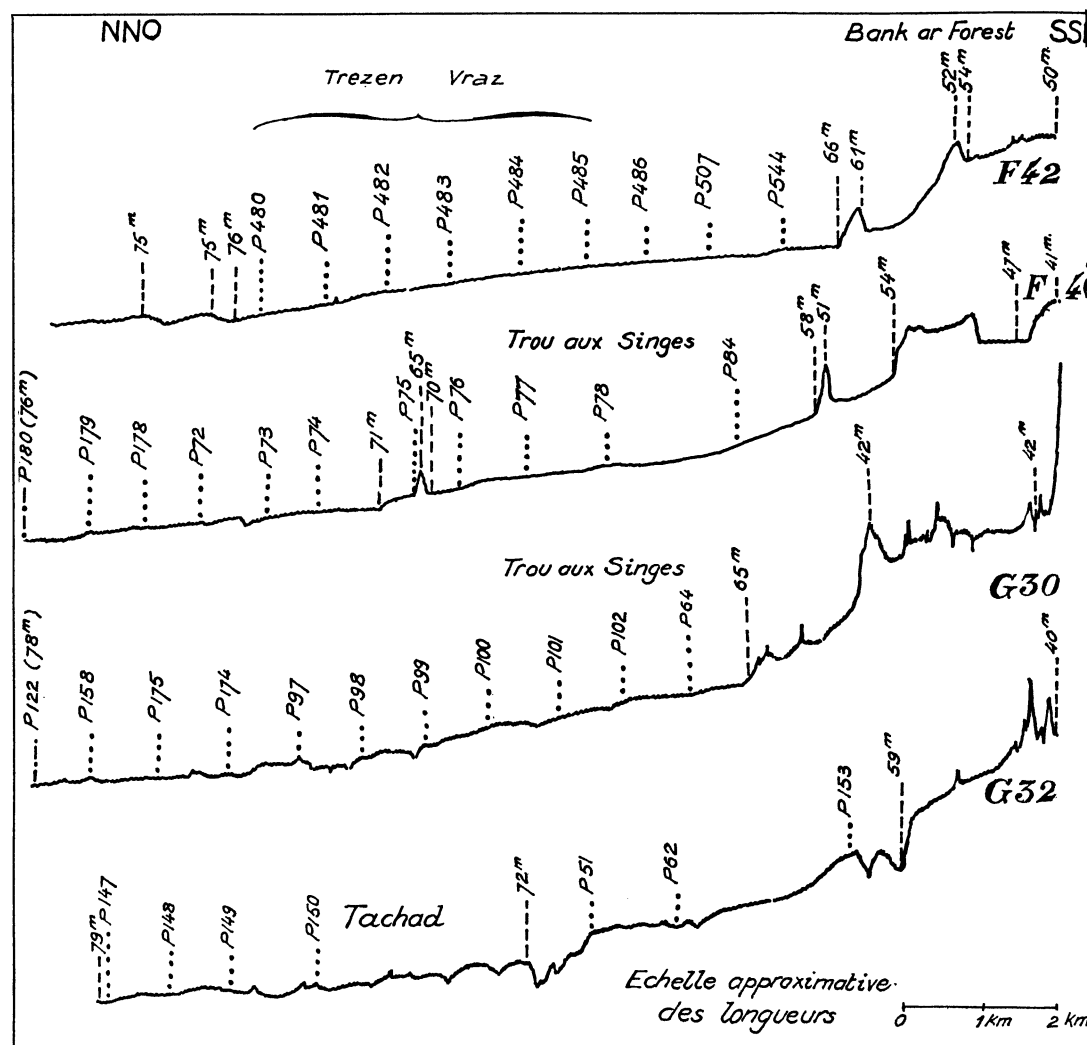 NNO
Bank ar Forest
SSI
Trezen Vraz
75m
75m
76m
P480
P481
P482
P483
P484
P485
P486
P507
P544
66m
61m
52m
54m
50m.
F42
Trou aux Singes
P180 (76m)
P179
P178
P72
P73
P74
71m
P75
65m
70m
P76
P77
P78
P84
58m
51m
54m
47m
41m.
F 40
Trou aux Singes
P122 (78m)
P158
P175
P174
P97
P98
P99
P100
P101
P102
P64
65m
42m
42m
G30
79m
P147
P148
P149
P150
Tachad
72m
P51
P62
P153
59m
40m
G32
Echelle approximative
des longueurs
0 1Km 2 Km